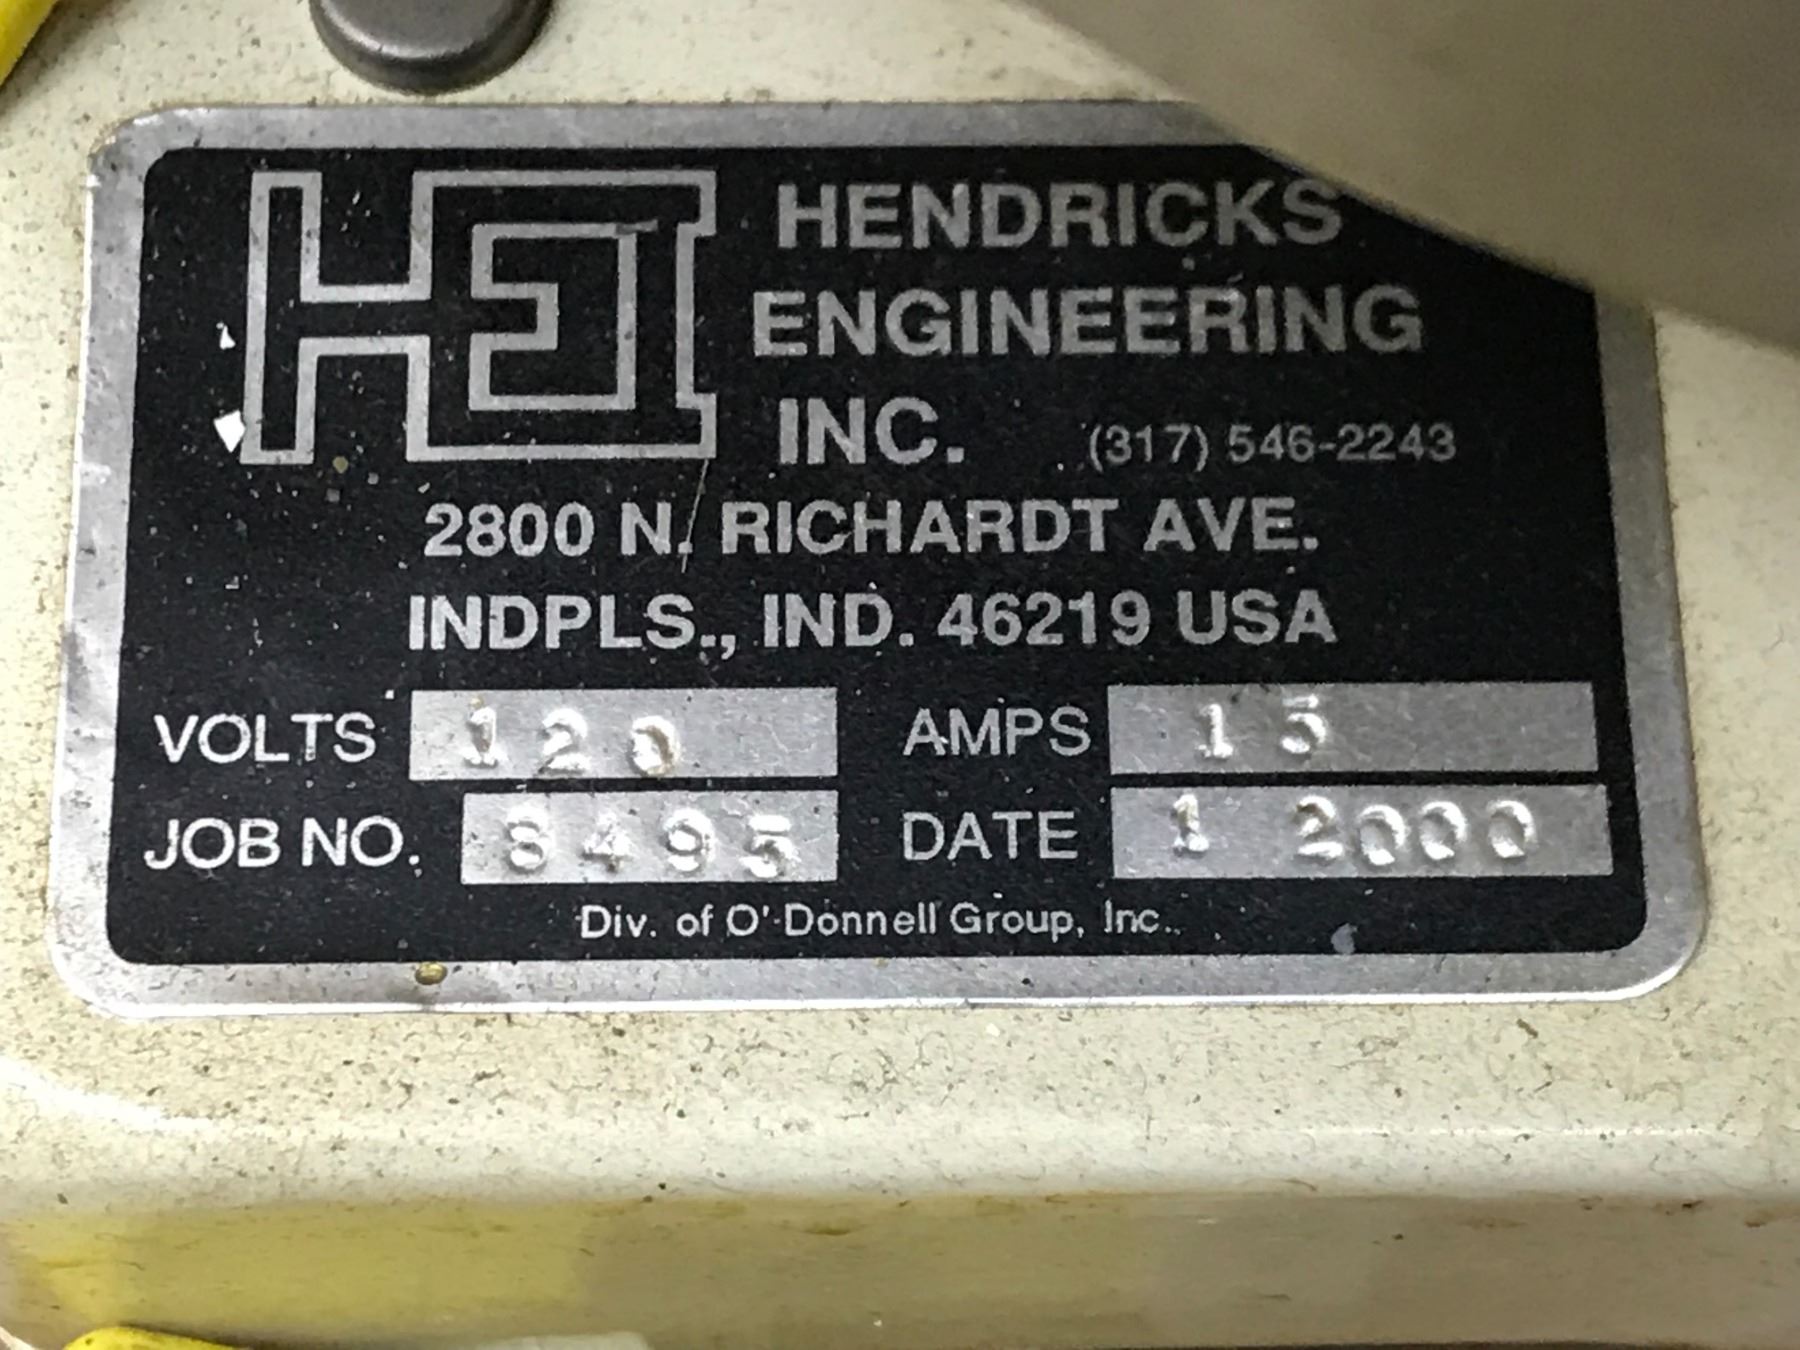 HEI HENDRICKS
ENGINEERING
INC. (317) 546-2243
2800 N. RICHARDT AVE.
INDPLS., IND. 46219 USA
VOLTS 120 AMPS 15
JOB NO. 8495 DATE 1 2000
Div. of O'Donnell Group, Inc.